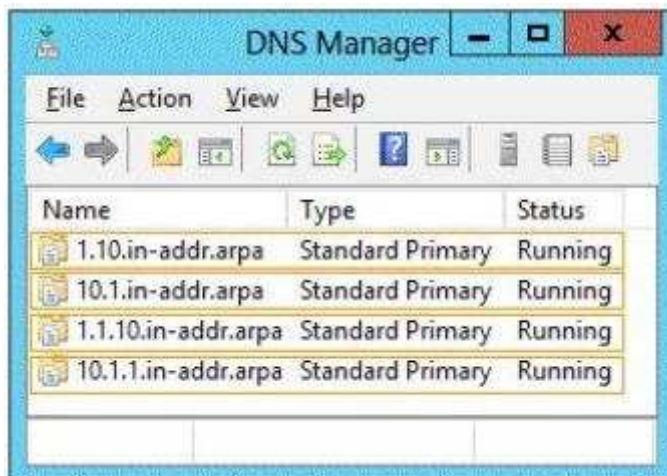 DNS Manager
File Action View Help
Name Type Status
1.10.in-addr.arpa Standard Primary Running
10.1.in-addr.arpa Standard Primary Running
1.1.10.in-addr.arpa Standard Primary Running
10.1.1.in-addr.arpa Standard Primary Running